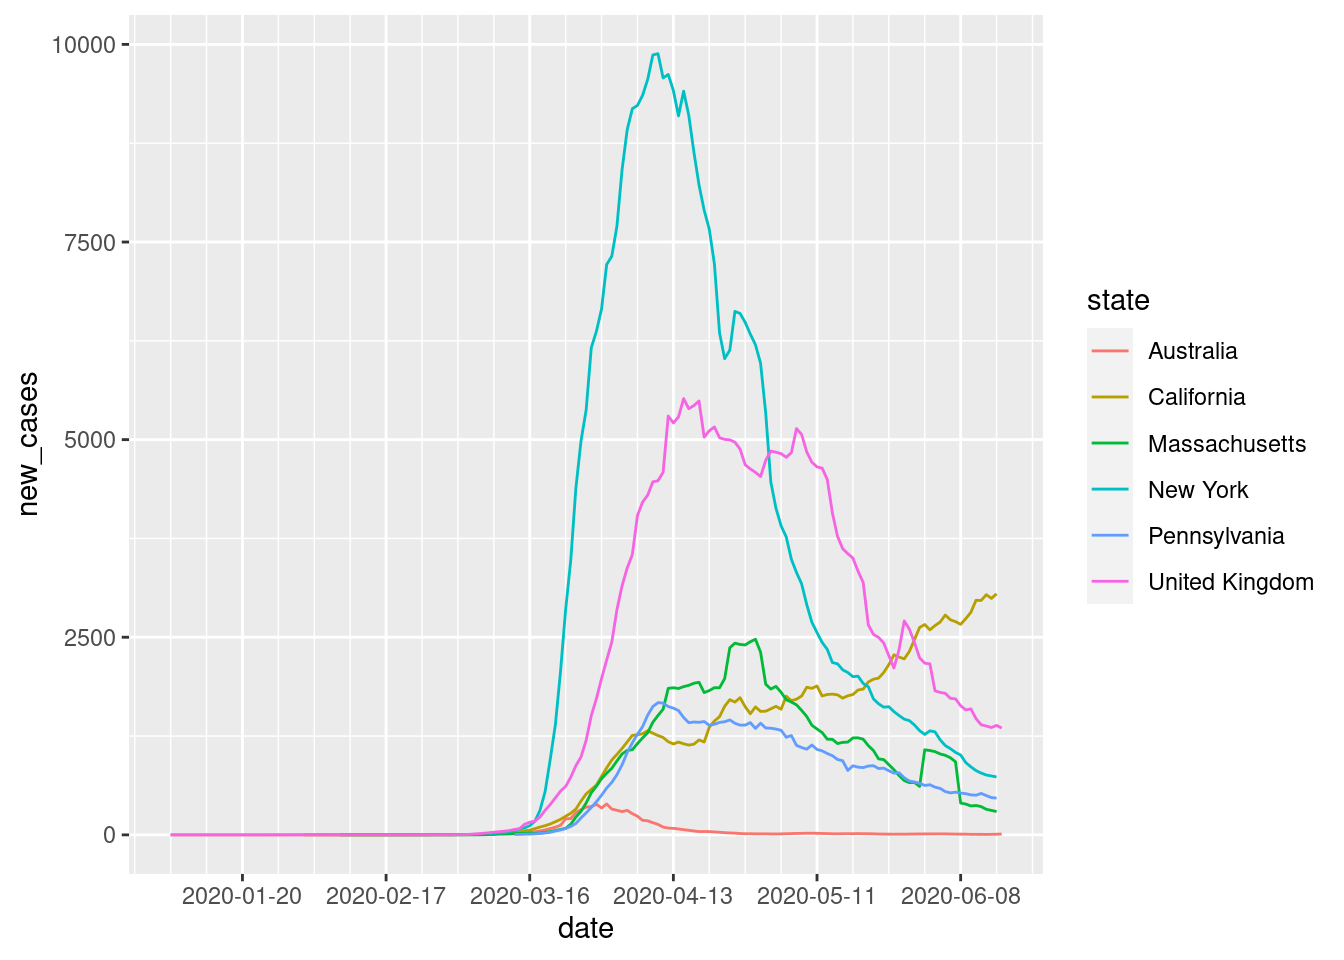 10000
7500
5000
2500
0
new_cases
2020-01-20 2020-02-17 2020-03-16 2020-04-13 2020-05-11 2020-06-08
date
state
Australia
California
Massachusetts
New York
Pennsylvania
United Kingdom